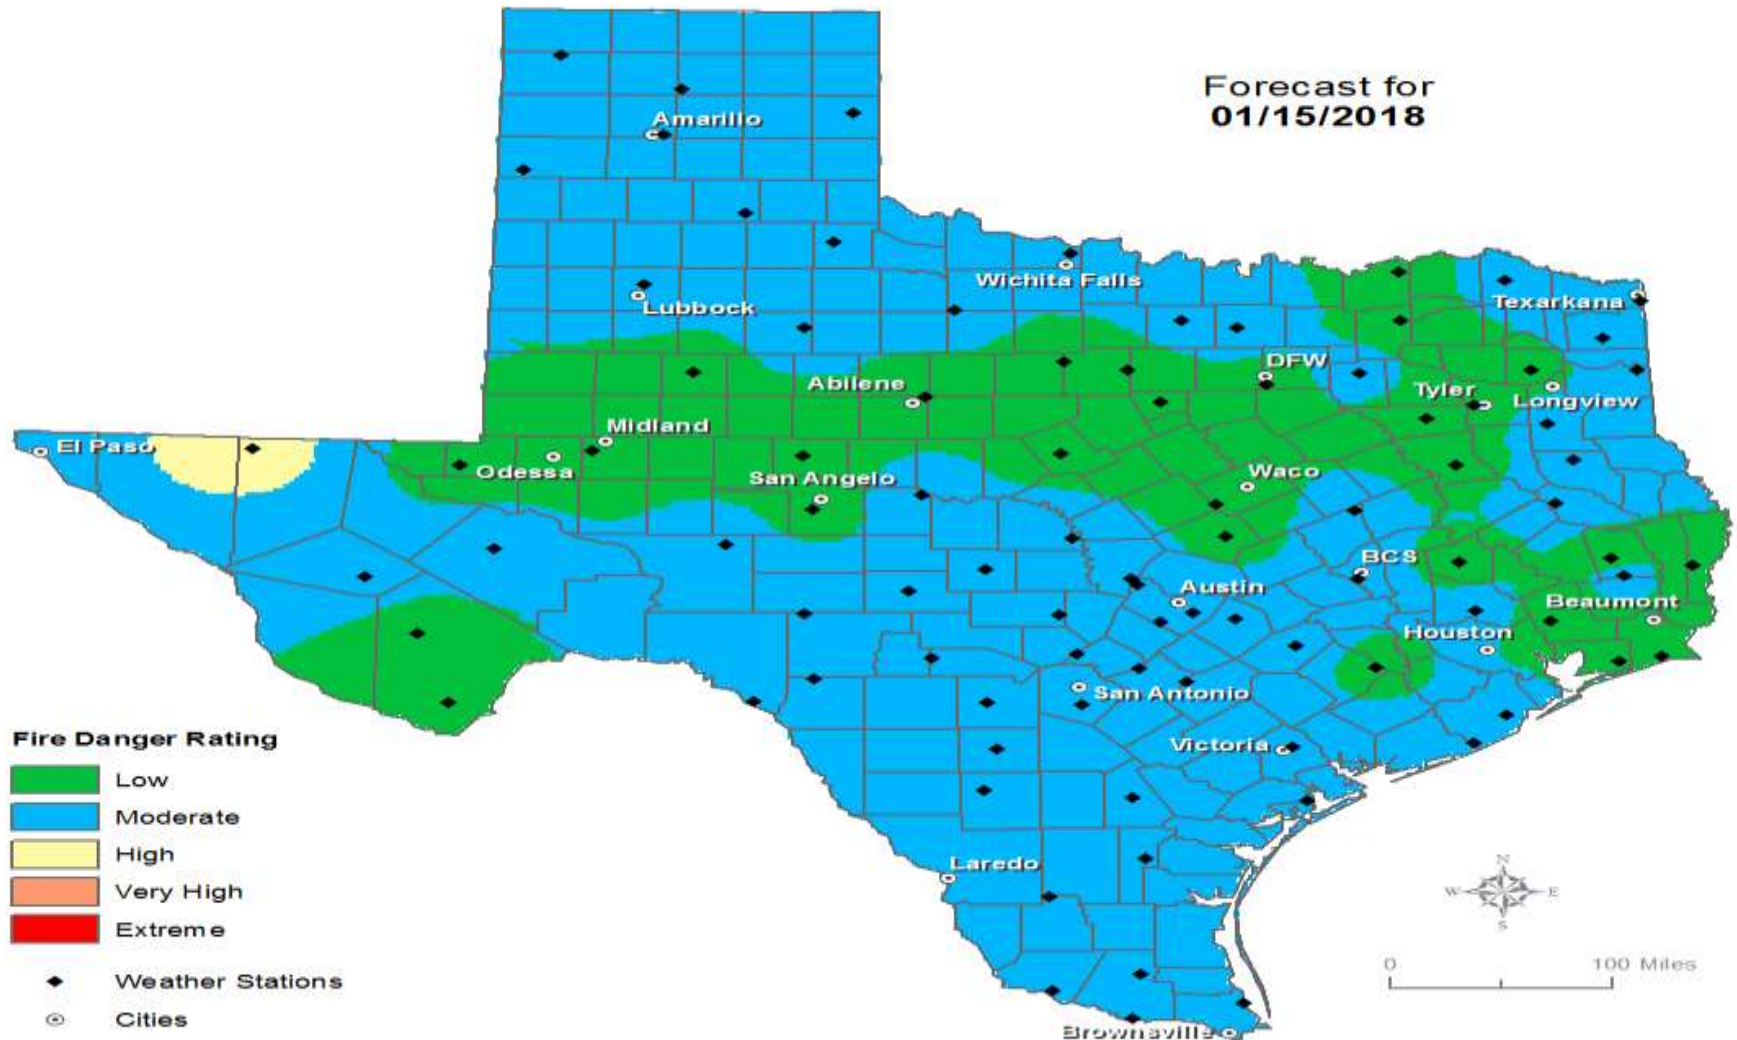 Forecast for
01/15/2018
Amarillo
Wichita Falls
Texarkana
Lubbock
DFW
Abilene
Tyler
Longview
Midland
El Paso
Odessa
San Angelo
Waco
BCS
Austin
Beaumont
Houston
San Antonio
Victoria
Laredo
Brownsville
Fire Danger Rating
Low
Moderate
High
Very High
Extreme
Weather Stations
Cities
N
W E
S
0 100 Miles